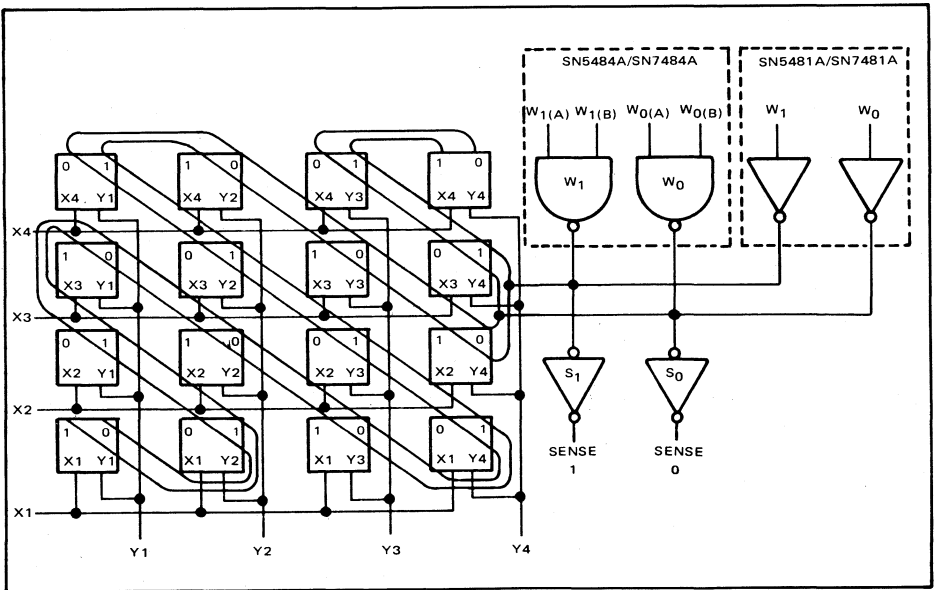 SN5484A/SN7484A SN5481A/SN7481A
W1(A) W1(B) W0(A) W0(B) W1 W0
0 1 1 0 0 1 1 0
W1 W0
X4 Y1 X4 Y2 X4 Y3 X4 Y4
X4
1 0 0 1 1 0 0 1
X3 Y1 X3 Y2 X3 Y3 X3 Y4
X3
0 1 1 0 0 1 1 0
X2 Y1 X2 Y2 X2 Y3 X2 Y4
S1 S0
X2
1 0 0 1 1 0 0 1
X1 Y1 X1 Y2 X1 Y3 X1 Y4
SENSE SENSE
1 0
X1
Y1 Y2 Y3 Y4